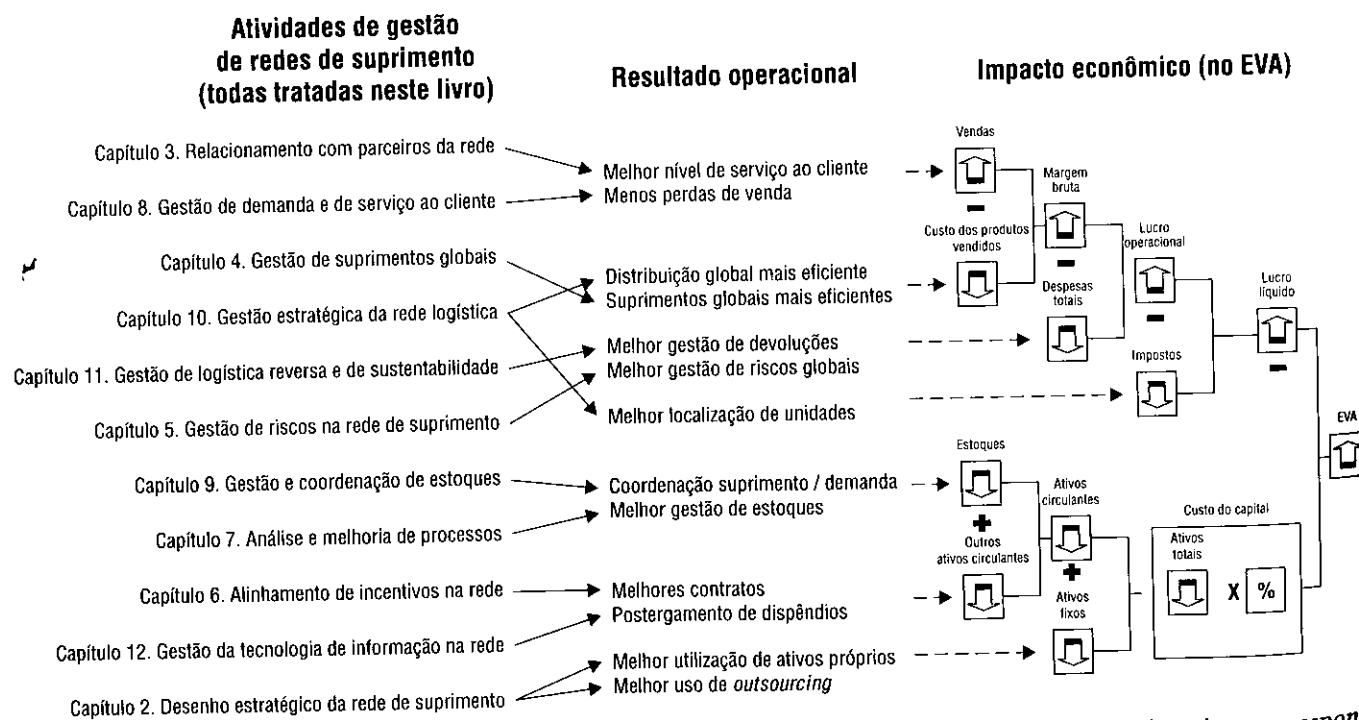 Atividades de gestão
de redes de suprimento
(todas tratadas neste livro)
Resultado operacional
Impacto econômico (no EVA)
Capítulo 3. Relacionamento com parceiros da rede
Capítulo 8. Gestão de demanda e de serviço ao cliente
Capítulo 4. Gestão de suprimentos globais
Capítulo 10. Gestão estratégica da rede logística
Capítulo 11. Gestão de logística reversa e de sustentabilidade
Capítulo 5. Gestão de riscos na rede de suprimento
Capítulo 9. Gestão e coordenação de estoques
Capítulo 7. Análise e melhoria de processos
Capítulo 6. Alinhamento de incentivos na rede
Capítulo 12. Gestão da tecnologia de informação na rede
Capítulo 2. Desenho estratégico da rede de suprimento
Melhor nível de serviço ao cliente
Menos perdas de venda
Distribuição global mais eficiente
Suprimentos globais mais eficientes
Melhor gestão de devoluções
Melhor gestão de riscos globais
Melhor localização de unidades
Coordenação suprimento / demanda
Melhor gestão de estoques
Melhores contratos
Postergamento de dispêndios
Melhor utilização de ativos próprios
Melhor uso de outsourcing
Vendas
−
Custo dos produtos
vendidos
Margem
bruta
−
Despesas
totais
Lucro
operacional
−
Impostos
Lucro
líquido
−
EVA
Estoques
+
Outros
ativos circulantes
Ativos
circulantes
+
Ativos
fixos
Custo do capital
Ativos
totais
X %